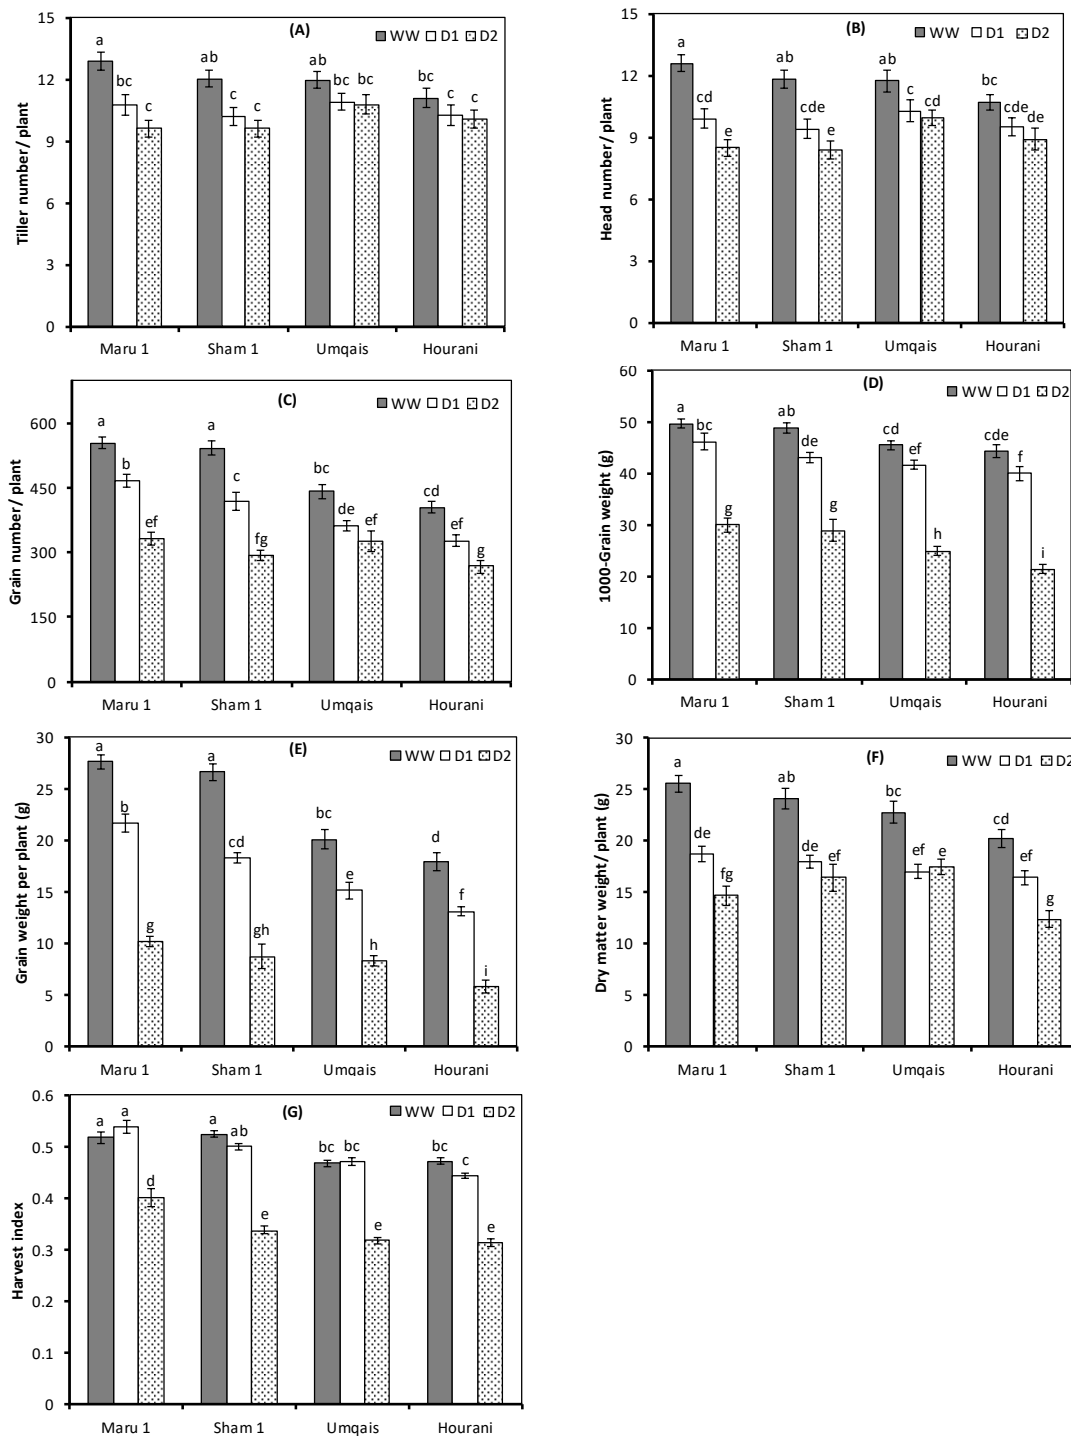 (A)
WW D1 D2
Tiller number/ plant
15
12
9
6
3
0
a bc c
ab c c
ab bc bc
bc c c
Maru 1 Sham 1 Umqais Hourani
(B)
WW D1 D2
Head number/ plant
15
12
9
6
3
0
a cd e
ab cde e
ab c cd
bc cde de
Maru 1 Sham 1 Umqais Hourani
(C)
WW D1 D2
Grain number/ plant
600
450
300
150
0
a b ef
a c fg
bc de ef
cd ef g
Maru 1 Sham 1 Umqais Hourani
(D)
WW D1 D2
1000-Grain weight (g)
60
50
40
30
20
10
0
a bc g
ab de g
cd ef h
cde f i
Maru 1 Sham 1 Umqais Hourani
(E)
WW D1 D2
Grain weight per plant (g)
30
25
20
15
10
5
0
a b g
a cd gh
bc e h
d f i
Maru 1 Sham 1 Umqais Hourani
(F)
WW D1 D2
Dry matter weight/ plant (g)
30
25
20
15
10
5
0
a de fg
ab de ef
bc ef e
cd ef g
Maru 1 Sham 1 Umqais Hourani
(G)
WW D1 D2
Harvest index
0.6
0.5
0.4
0.3
0.2
0.1
0
a a d
a ab e
bc bc e
bc c e
Maru 1 Sham 1 Umqais Hourani